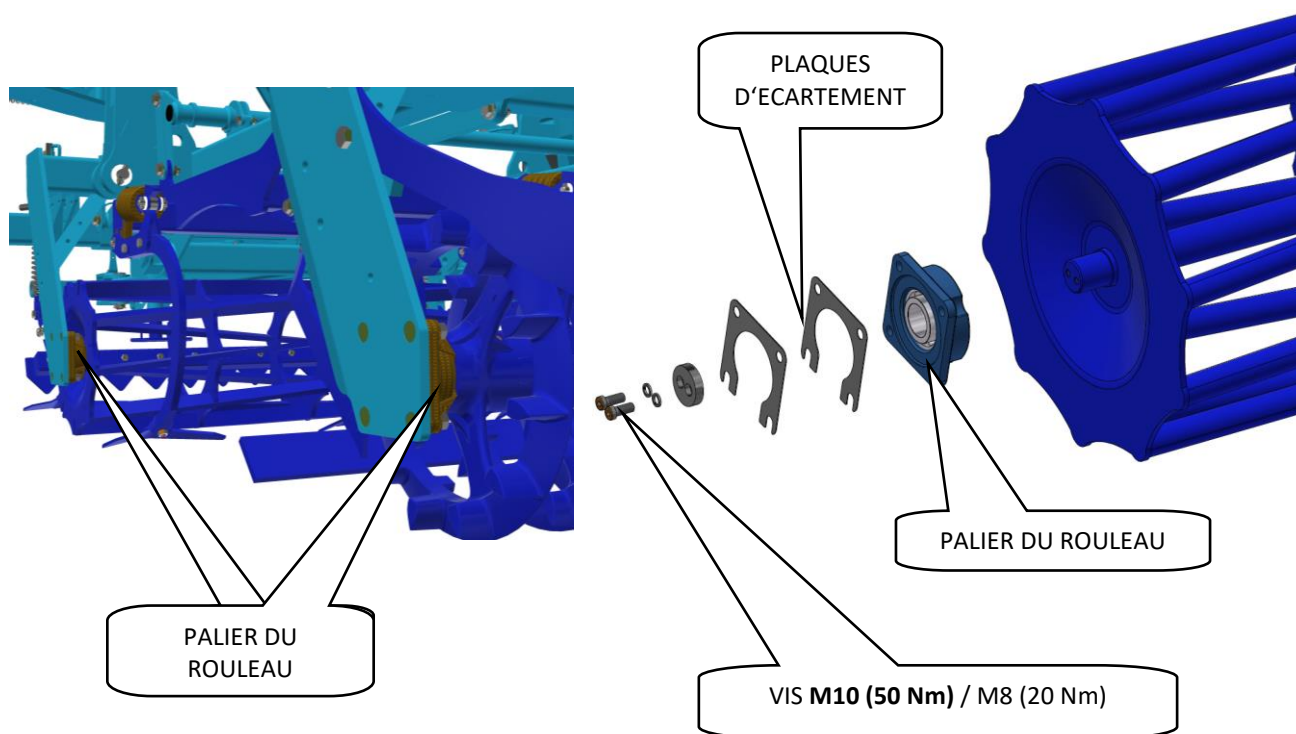 PLAQUES
D‘ECARTEMENT
PALIER DU ROULEAU
PALIER DU
ROULEAU
VIS M10 (50 Nm) / M8 (20 Nm)